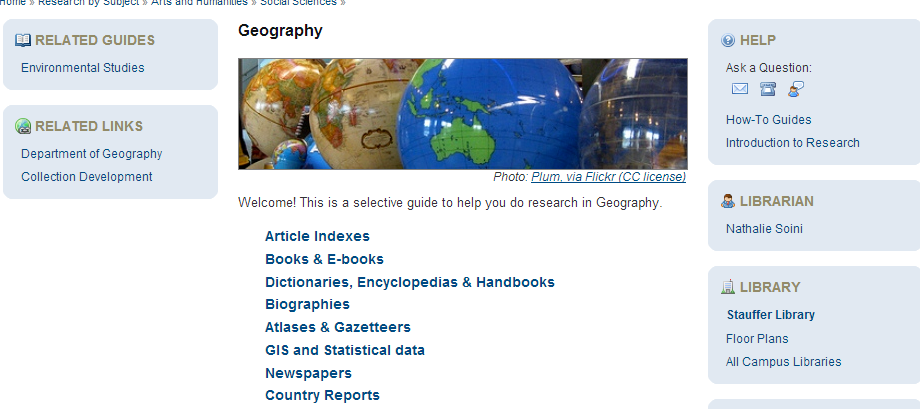 Home » Research by Subject » Arts and Humanities » Social Sciences »
RELATED GUIDES
Environmental Studies
RELATED LINKS
Department of Geography
Collection Development
Geography
Photo: Plum, via Flickr (CC license)
Welcome! This is a selective guide to help you do research in Geography.
Article Indexes
Books & E-books
Dictionaries, Encyclopedias & Handbooks
Biographies
Atlases & Gazetteers
GIS and Statistical data
Newspapers
Country Reports
HELP
Ask a Question:
How-To Guides
Introduction to Research
LIBRARIAN
Nathalie Soini
LIBRARY
Stauffer Library
Floor Plans
All Campus Libraries